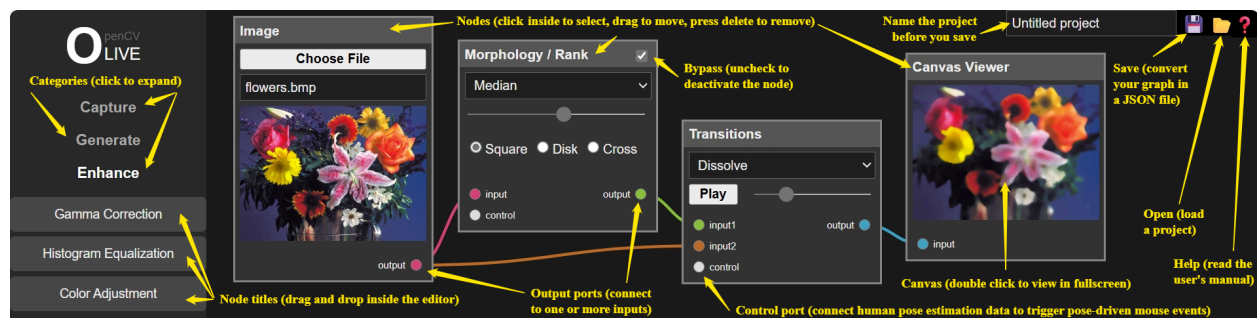 OpenCV
OLIVE
Categories (click to expand)
Capture
Generate
Enhance
Gamma Correction
Histogram Equalization
Color Adjustment
Node titles (drag and drop inside the editor)
Nodes (click inside to select, drag to move, press delete to remove)
Image
Choose File
flowers.bmp
output
Morphology / Rank
Median
Square Disk Cross
input
output
control
Output ports (connect
to one or more inputs)
Bypass (uncheck to
deactivate the node)
Transitions
Dissolve
Play
input1
output
input2
control
Control port (connect human pose estimation data to trigger pose-driven mouse events)
Name the project
before you save
Untitled project
?
Canvas Viewer
input
Canvas (double click to view in fullscreen)
Save (convert
your graph in
a JSON file)
Open (load
a project)
Help (read the
user's manual)